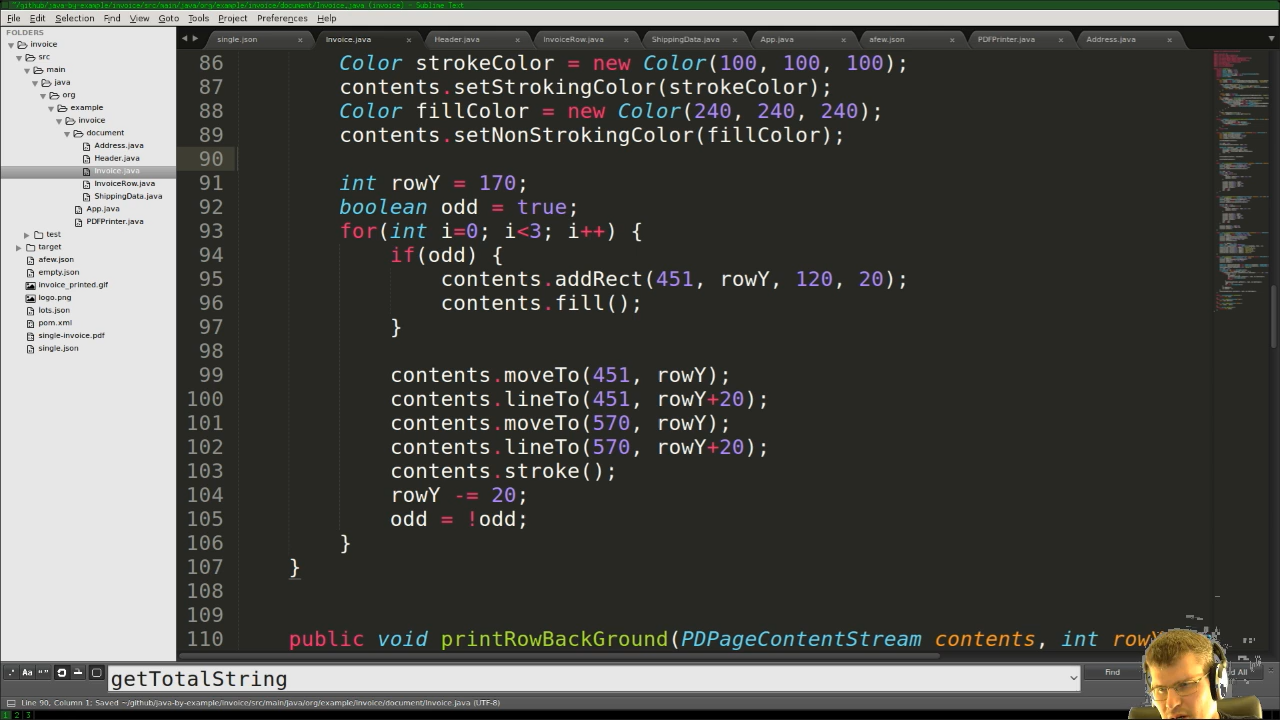 ~/github/java-by-example/invoice/src/main/java/org/example/invoice/document/Invoice.java (invoice) - Sublime Text
File Edit Selection Find View Goto Tools Project Preferences Help
FOLDERS
invoice
src
main
java
org
example
invoice
document
Address.java
Header.java
Invoice.java
InvoiceRow.java
ShippingData.java
App.java
PDFPrinter.java
test
target
afew.json
empty.json
invoice_printed.gif
logo.png
lots.json
pom.xml
single-invoice.pdf
single.json
single.json × Invoice.java × Header.java × InvoiceRow.java × ShippingData.java × App.java × afew.json × PDFPrinter.java × Address.java ×
86 Color strokeColor = new Color(100, 100, 100);
87 contents.setStrokingColor(strokeColor);
88 Color fillColor = new Color(240, 240, 240);
89 contents.setNonStrokingColor(fillColor);
90
91 int rowY = 170;
92 boolean odd = true;
93 for(int i=0; i<3; i++) {
94 if(odd) {
95 contents.addRect(451, rowY, 120, 20);
96 contents.fill();
97 }
98
99 contents.moveTo(451, rowY);
100 contents.lineTo(451, rowY+20);
101 contents.moveTo(570, rowY);
102 contents.lineTo(570, rowY+20);
103 contents.stroke();
104 rowY -= 20;
105 odd = !odd;
106 }
107 }
108
109
110 public void printRowBackGround(PDPageContentStream contents, int rowY
.* Aa “” getTotalString Find All
Line 90, Column 1; Saved ~/github/java-by-example/invoice/src/main/java/org/example/invoice/document/Invoice.java (UTF-8)
1 2 3